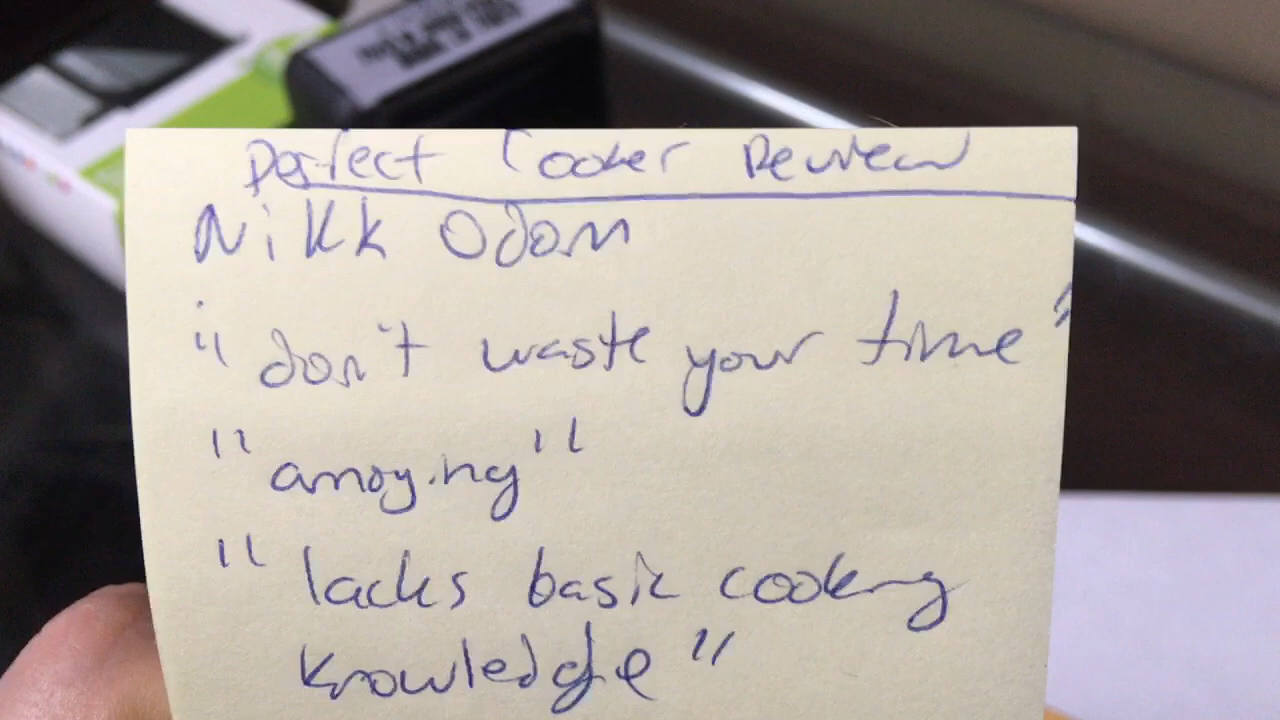 Perfect Cooker Review
Nikk Odom
"don't waste your time"
"annoying"
"lacks basic cooking
knowledge"